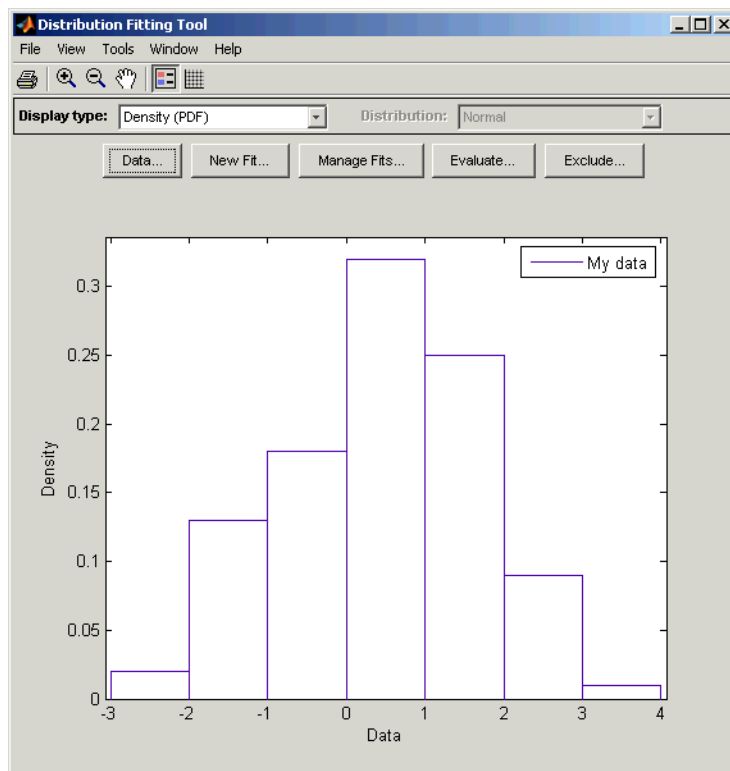 Distribution Fitting Tool
File View Tools Window Help
Display type: Density (PDF) Distribution: Normal
Data... New Fit... Manage Fits... Evaluate... Exclude...
My data
0.3
0.25
0.2
0.15
0.1
0.05
0
Density
-3 -2 -1 0 1 2 3 4
Data